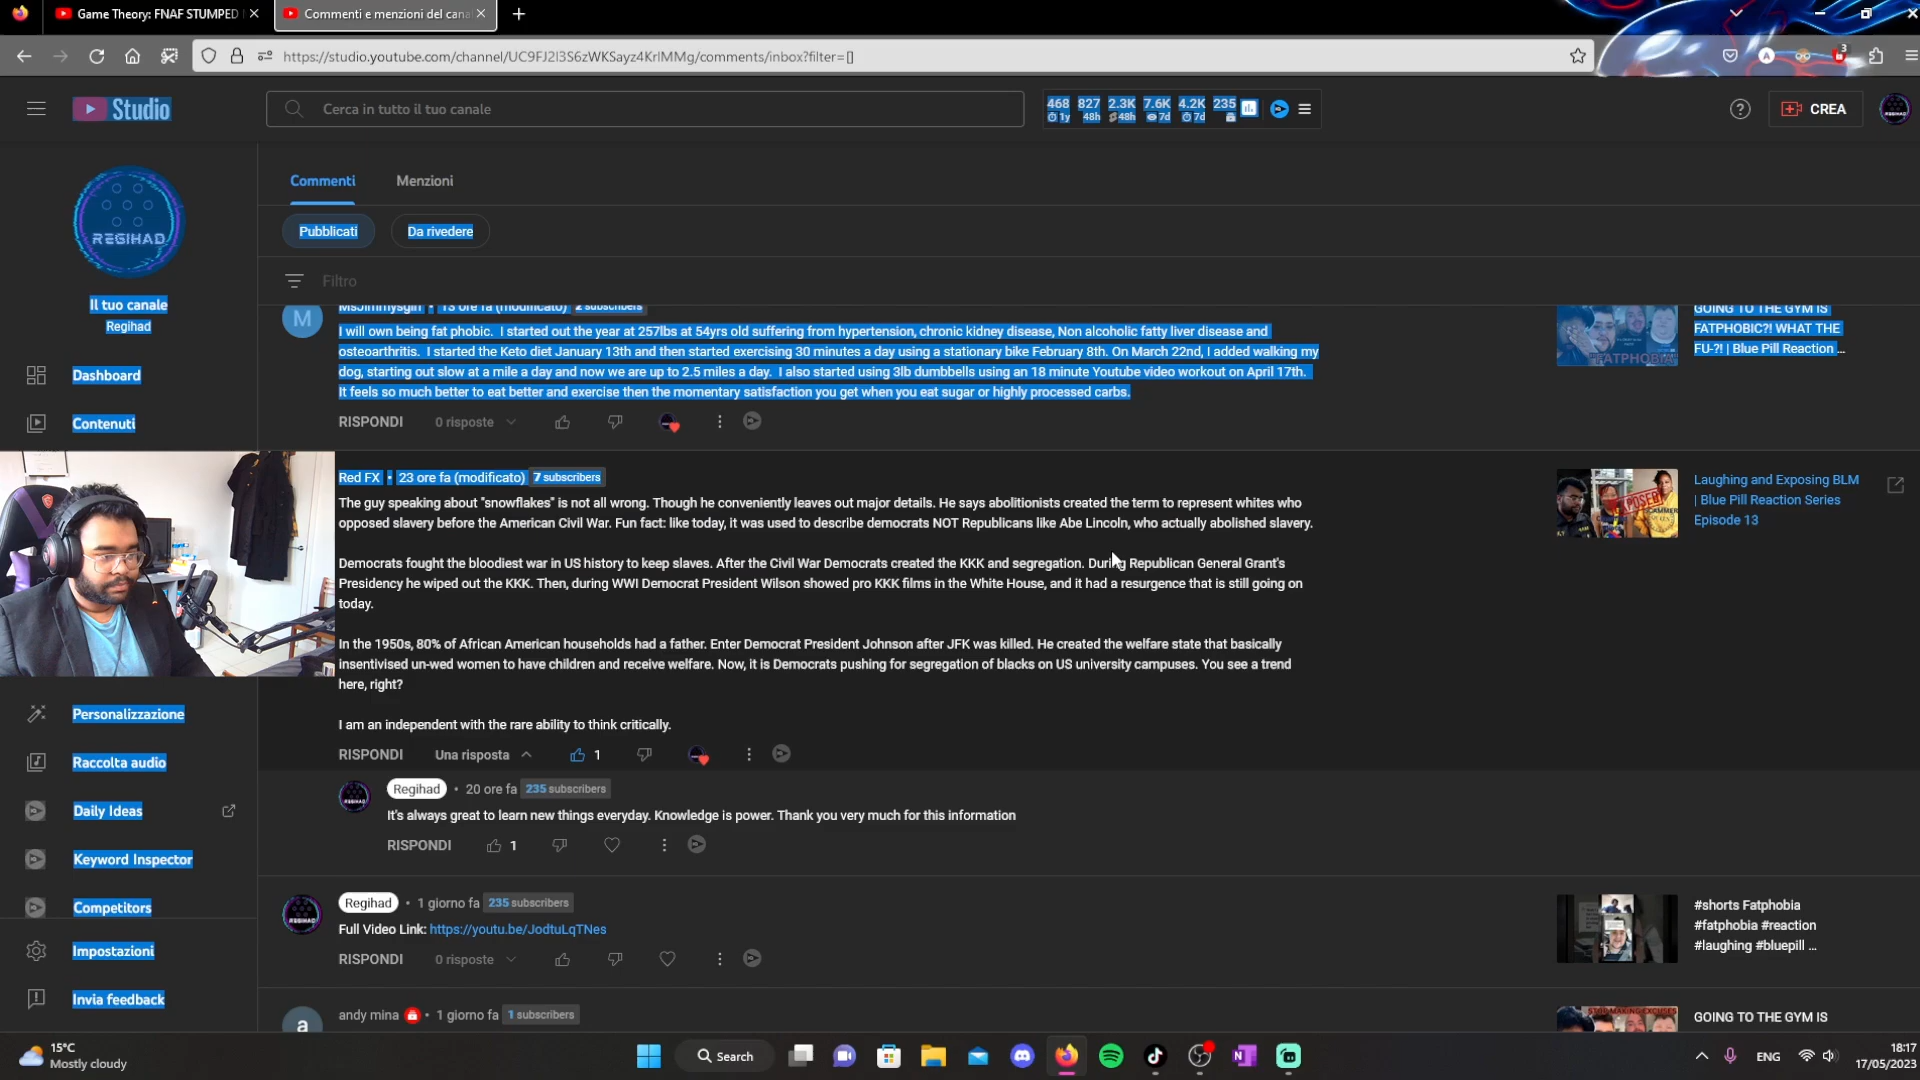 Game Theory: FNAF STUMPED
Commenti e menzioni del cana
https://studio.youtube.com/channel/UC9FJ2I3S6zWKSayz4KrIMMg/comments/inbox?filter=[]
3
Studio
Cerca in tutto il tuo canale
468 827 2.3K 7.6K 4.2K 235
1y 48h 48h 7d 7d
CREA
REGIHAD
Il tuo canale
Regihad
Dashboard
Contenuti
Personalizzazione
Raccolta audio
Daily Ideas
Keyword Inspector
Competitors
Impostazioni
Invia feedback
Commenti
Menzioni
Pubblicati
Da rivedere
Filtro
M
MsJimmysgirl • 13 ore fa (modificato) 2 subscribers
I will own being fat phobic. I started out the year at 257lbs at 54yrs old suffering from hypertension, chronic kidney disease, Non alcoholic fatty liver disease and
osteoarthritis. I started the Keto diet January 13th and then started exercising 30 minutes a day using a stationary bike February 8th. On March 22nd, I added walking my
dog, starting out slow at a mile a day and now we are up to 2.5 miles a day. I also started using 3lb dumbbells using an 18 minute Youtube video workout on April 17th.
It feels so much better to eat better and exercise then the momentary satisfaction you get when you eat sugar or highly processed carbs.
RISPONDI 0 risposte
FATPHOBIA
GOING TO THE GYM IS
FATPHOBIC?! WHAT THE
FU-?! | Blue Pill Reaction ...
Red FX • 23 ore fa (modificato) 7 subscribers
The guy speaking about "snowflakes" is not all wrong. Though he conveniently leaves out major details. He says abolitionists created the term to represent whites who
opposed slavery before the American Civil War. Fun fact: like today, it was used to describe democrats NOT Republicans like Abe Lincoln, who actually abolished slavery.
Democrats fought the bloodiest war in US history to keep slaves. After the Civil War Democrats created the KKK and segregation. During Republican General Grant's
Presidency he wiped out the KKK. Then, during WWI Democrat President Wilson showed pro KKK films in the White House, and it had a resurgence that is still going on
today.
In the 1950s, 80% of African American households had a father. Enter Democrat President Johnson after JFK was killed. He created the welfare state that basically
insentivised un-wed women to have children and receive welfare. Now, it is Democrats pushing for segregation of blacks on US university campuses. You see a trend
here, right?
I am an independent with the rare ability to think critically.
RISPONDI Una risposta 1
EXPOSED
Laughing and Exposing BLM
| Blue Pill Reaction Series
Episode 13
Regihad • 20 ore fa 235 subscribers
It's always great to learn new things everyday. Knowledge is power. Thank you very much for this information
RISPONDI 1
Regihad • 1 giorno fa 235 subscribers
Full Video Link: https://youtu.be/JodtuLqTNes
RISPONDI 0 risposte
#shorts Fatphobia
#fatphobia #reaction
#laughing #bluepill ...
a
andy mina • 1 giorno fa 1 subscribers
GOING TO THE GYM IS
15°C
Mostly cloudy
Search
ENG
18:17
17/05/2023